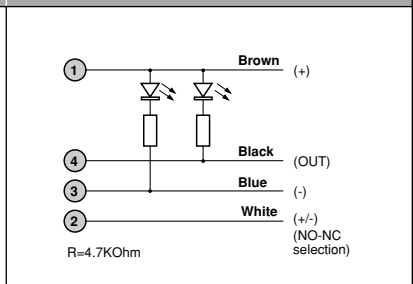 1 Brown (+)
4 Black (OUT)
3 Blue (-)
2 White (+/-)
(NO-NC
selection)
R=4.7KOhm